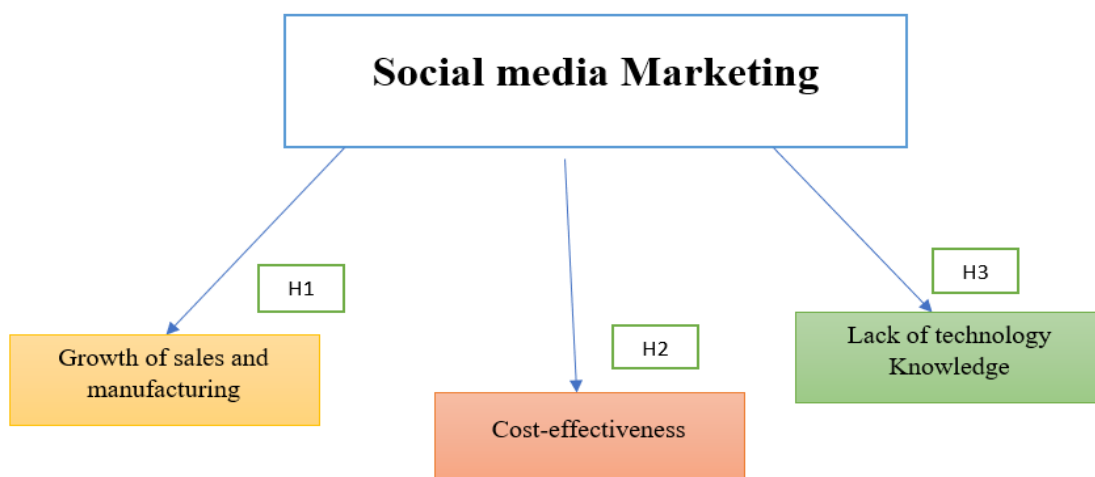 Social media Marketing
H1
H2
H3
Growth of sales and
manufacturing
Cost-effectiveness
Lack of technology
Knowledge